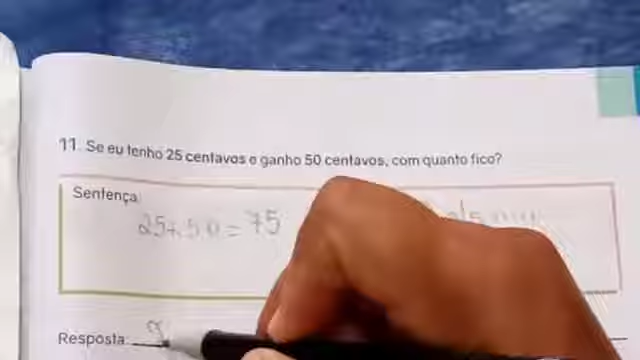 11. Se eu tenho 25 centavos e ganho 50 centavos, com quanto fico?
Sentença:
25+50=75
Resposta: